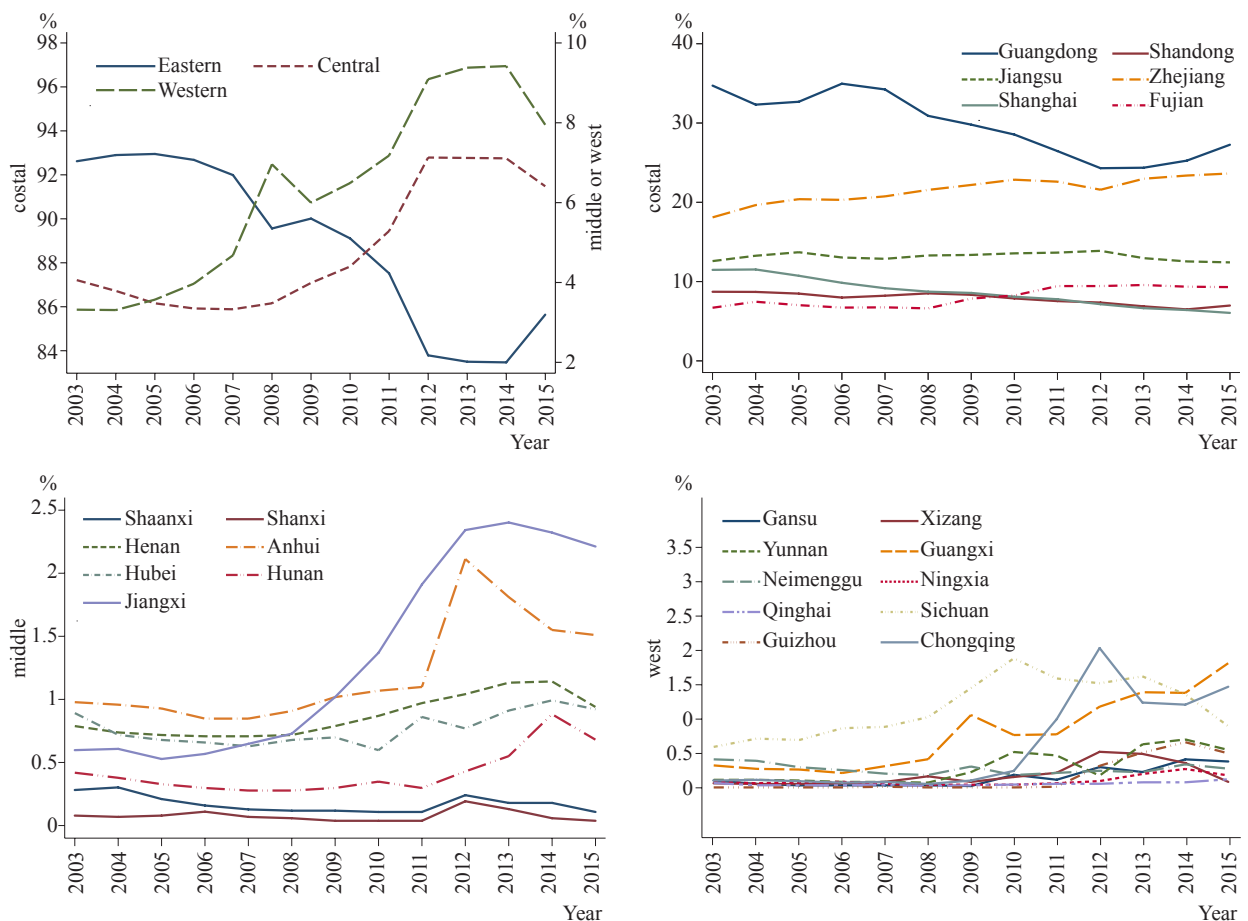 %
%
98
10
Eastern
Central
96
Western
94
8
92
90
6
88
4
86
84
2
costal
middle or west
2003
2004
2005
2006
2007
2008
2009
2010
2011
2012
2013
2014
2015
Year
%
40
Guangdong
Shandong
Jiangsu
Zhejiang
Shanghai
Fujian
30
20
10
0
costal
2003
2004
2005
2006
2007
2008
2009
2010
2011
2012
2013
2014
2015
Year
%
2.5
Shaanxi
Shanxi
Henan
Anhui
Hubei
Hunan
Jiangxi
2
1.5
1
0.5
0
middle
2003
2004
2005
2006
2007
2008
2009
2010
2011
2012
2013
2014
2015
Year
%
Gansu
Xizang
3.5
Yunnan
Guangxi
3
Neimenggu
Ningxia
2.5
Qinghai
Sichuan
Guizhou
Chongqing
2
1.5
0
0.5
0
west
2003
2004
2005
2006
2007
2008
2009
2010
2011
2012
2013
2014
2015
Year